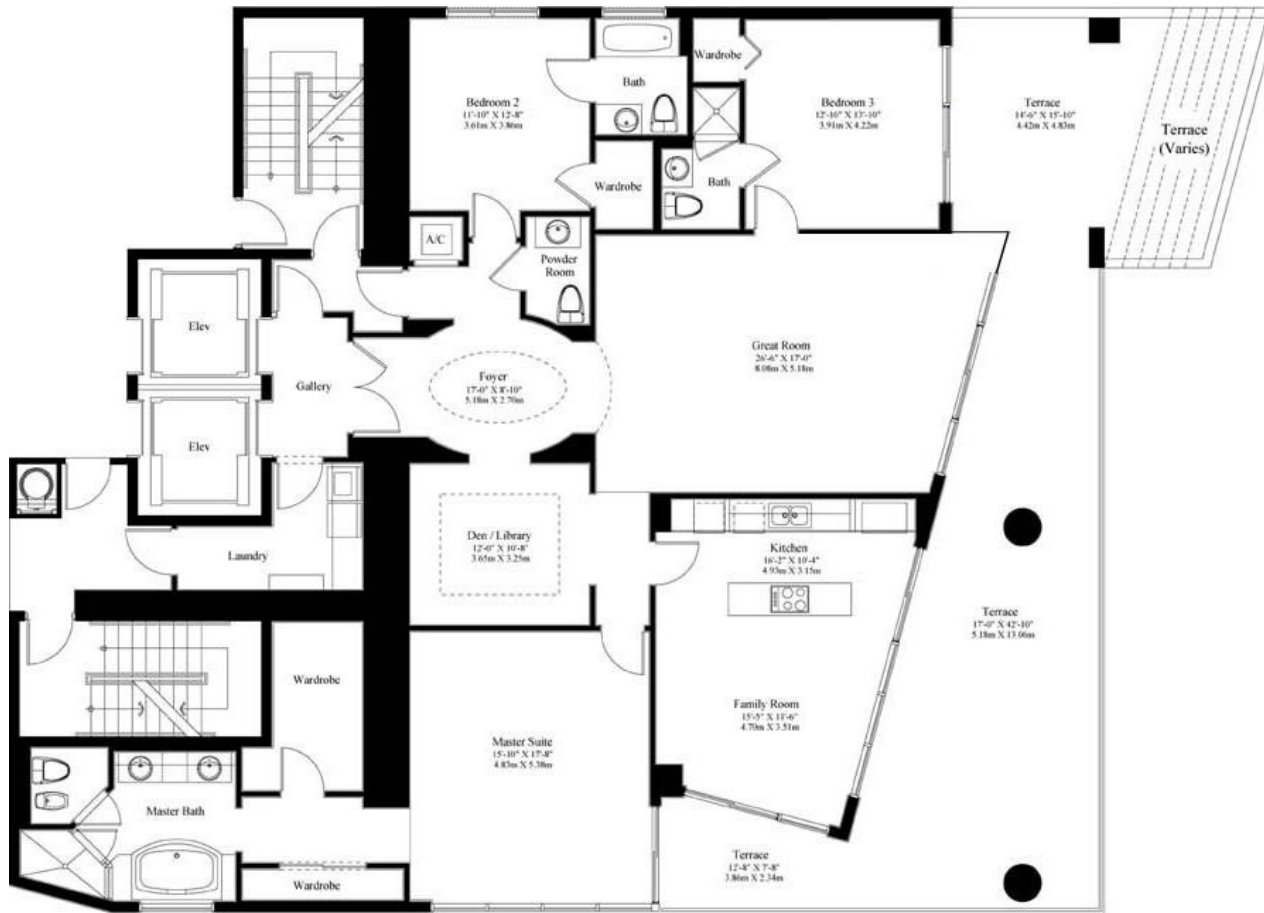 Bedroom 2
11'-10" X 12'-8"
3.61m X 3.86m
Bath
Wardrobe
Wardrobe
Bath
Bedroom 3
12'-10" X 13'-10"
3.91m X 4.22m
Terrace
14'-6" X 15'-10"
4.42m X 4.83m
Terrace
(Varies)
A/C
Powder
Room
Elev
Elev
Gallery
Foyer
17'-0" X 8'-10"
5.18m X 2.70m
Great Room
26'-6" X 17'-0"
8.08m X 5.18m
Den / Library
12'-0" X 10'-8"
3.65m X 3.25m
Laundry
Kitchen
16'-2" X 10'-4"
4.93m X 3.15m
Terrace
17'-0" X 42'-10"
5.18m X 13.06m
Wardrobe
Family Room
15'-5" X 11'-6"
4.70m X 3.51m
Master Suite
15'-10" X 17'-8"
4.83m X 5.38m
Master Bath
Wardrobe
Terrace
12'-8" X 7'-8"
3.86m X 2.34m